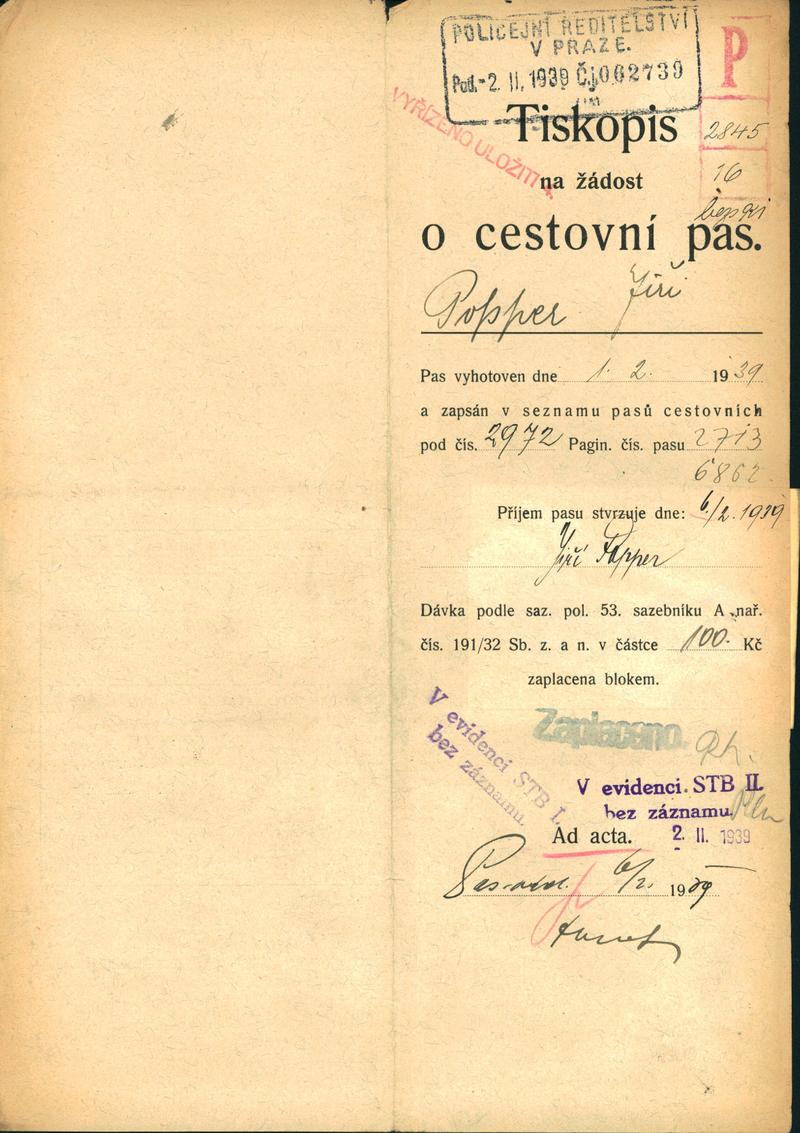 POLICEJNÍ ŘEDITELSTVÍ
V PRAZE.
Pod. -2. II. 1939 Čj 062739
P
VYŘÍZENO ULOŽITI
Tiskopis
2845
na žádost
16
o cestovní pas.
Popper Jiří
Pas vyhotoven dne 1. 2. 1939
a zapsán v seznamu pasů cestovních
pod čís. 2972 Pagin. čís. pasu 2713
6862
Příjem pasu stvrzuje dne: 6/2. 1939
Jiří Popper
Dávka podle saz. pol. 53. sazebníku A nař.
čís. 191/32 Sb. z. a n. v částce 100.- Kč
zaplacena blokem.
Zaplaceno.
V evidenci STB I.
bez záznamu.
V evidenci STB II.
bez záznamu.
Ad acta. 2. II. 1939
6/2. 1939